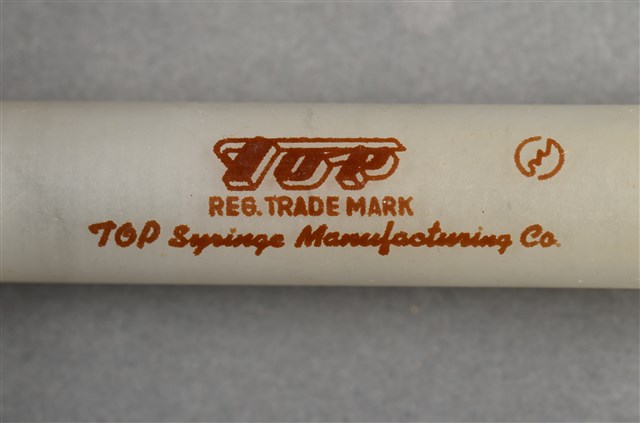 TOP
REG. TRADE MARK
TOP Syringe Manufacturing Co.